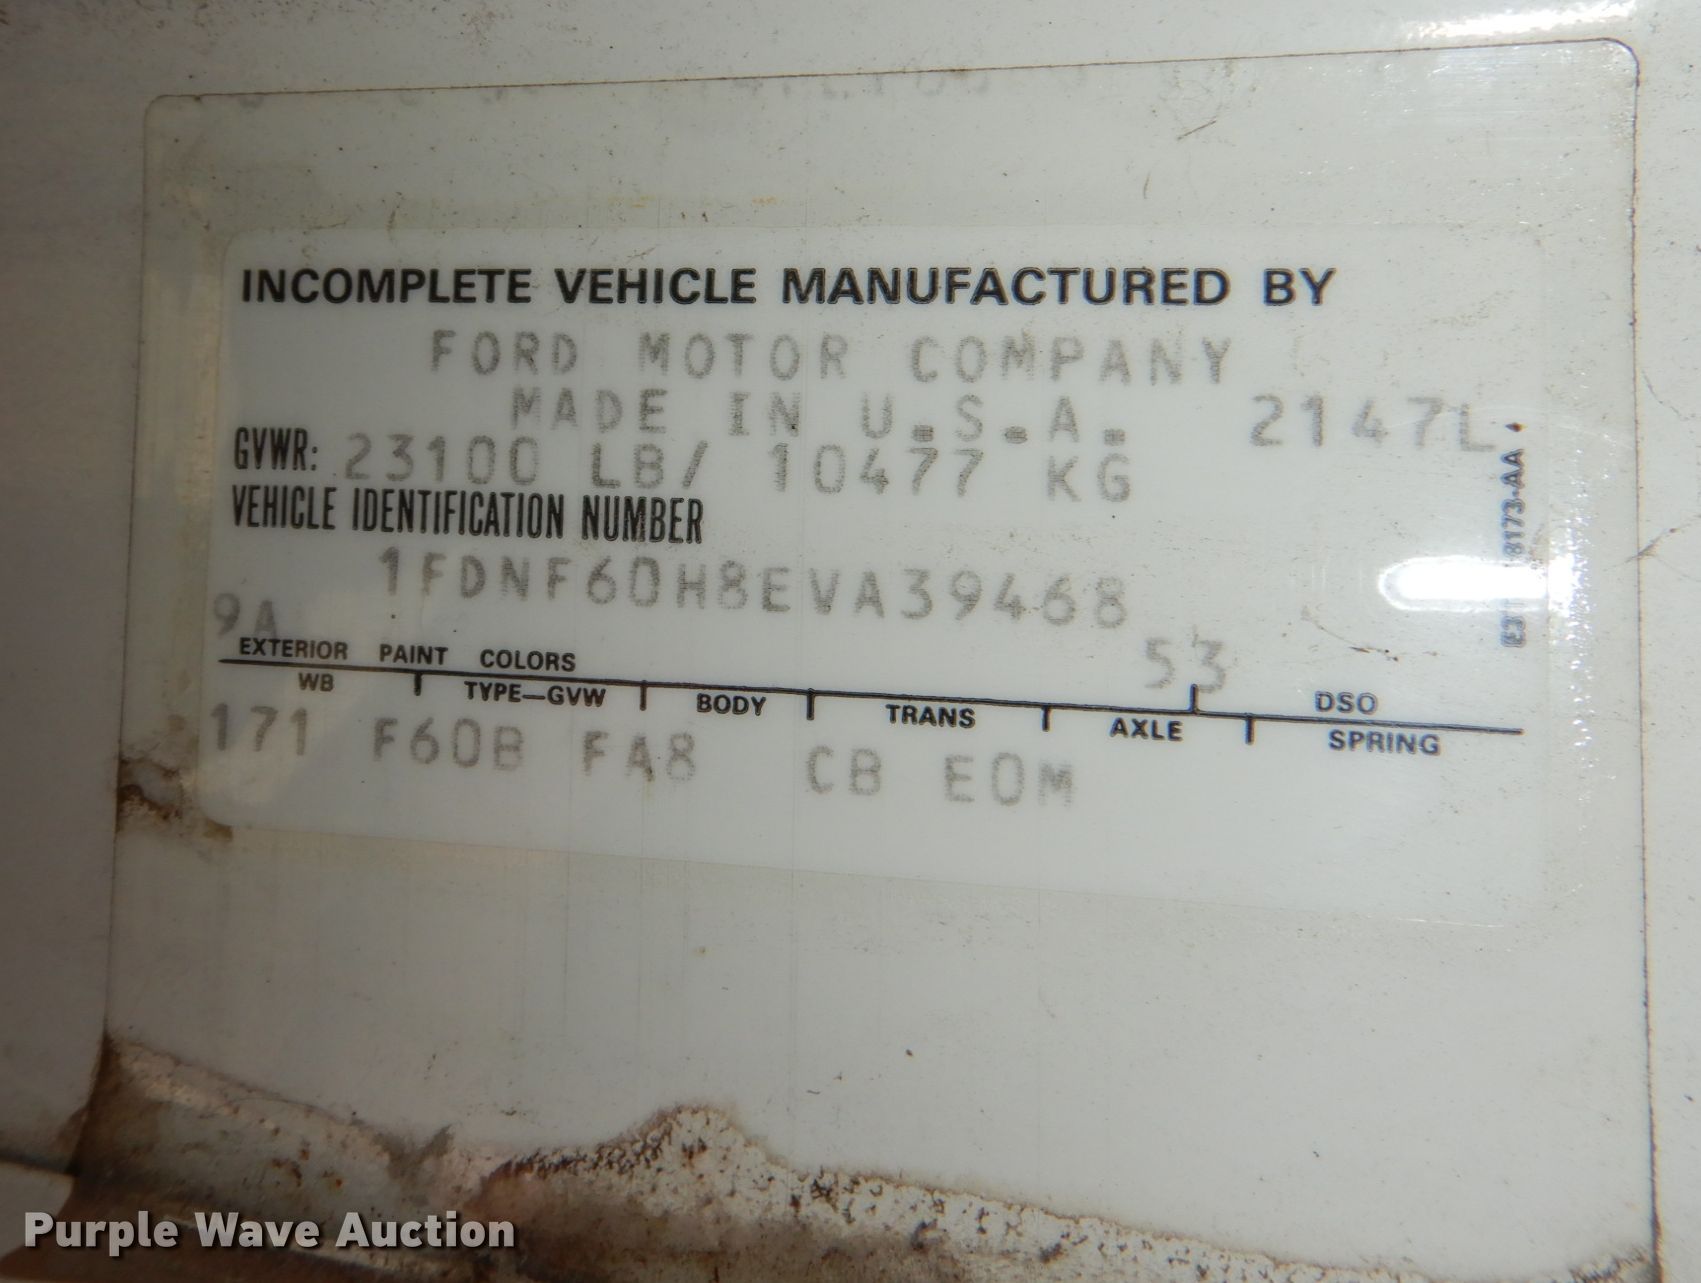 INCOMPLETE VEHICLE MANUFACTURED BY
FORD MOTOR COMPANY
MADE IN U.S.A. 2147L.
GVWR: 23100 LB/ 10477 KG
VEHICLE IDENTIFICATION NUMBER
1FDNF60H8EVA39468
9A 53
EXTERIOR PAINT COLORS DSO
WB TYPE—GVW BODY TRANS AXLE SPRING
171 F60B FA8 CB EOM
Purple Wave Auction